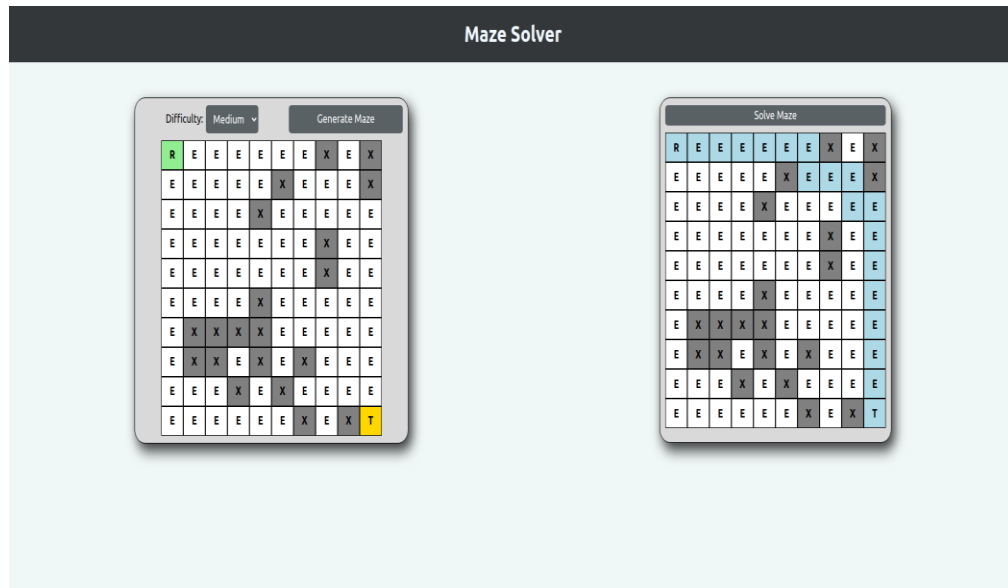 Maze Solver
Difficulty: Medium Generate Maze
R E E E E E E X E X
E E E E E X E E E X
E E E E X E E E E E
E E E E E E E X E E
E E E E E E E X E E
E E E E X E E E E E
E X X X X E E E E E
E X X E X E X E E E
E E E X E X E E E E
E E E E E E X E X T
Solve Maze
R E E E E E E X E X
E E E E E X E E E X
E E E E X E E E E E
E E E E E E E X E E
E E E E E E E X E E
E E E E X E E E E E
E X X X X E E E E E
E X X E X E X E E E
E E E X E X E E E E
E E E E E E X E X T